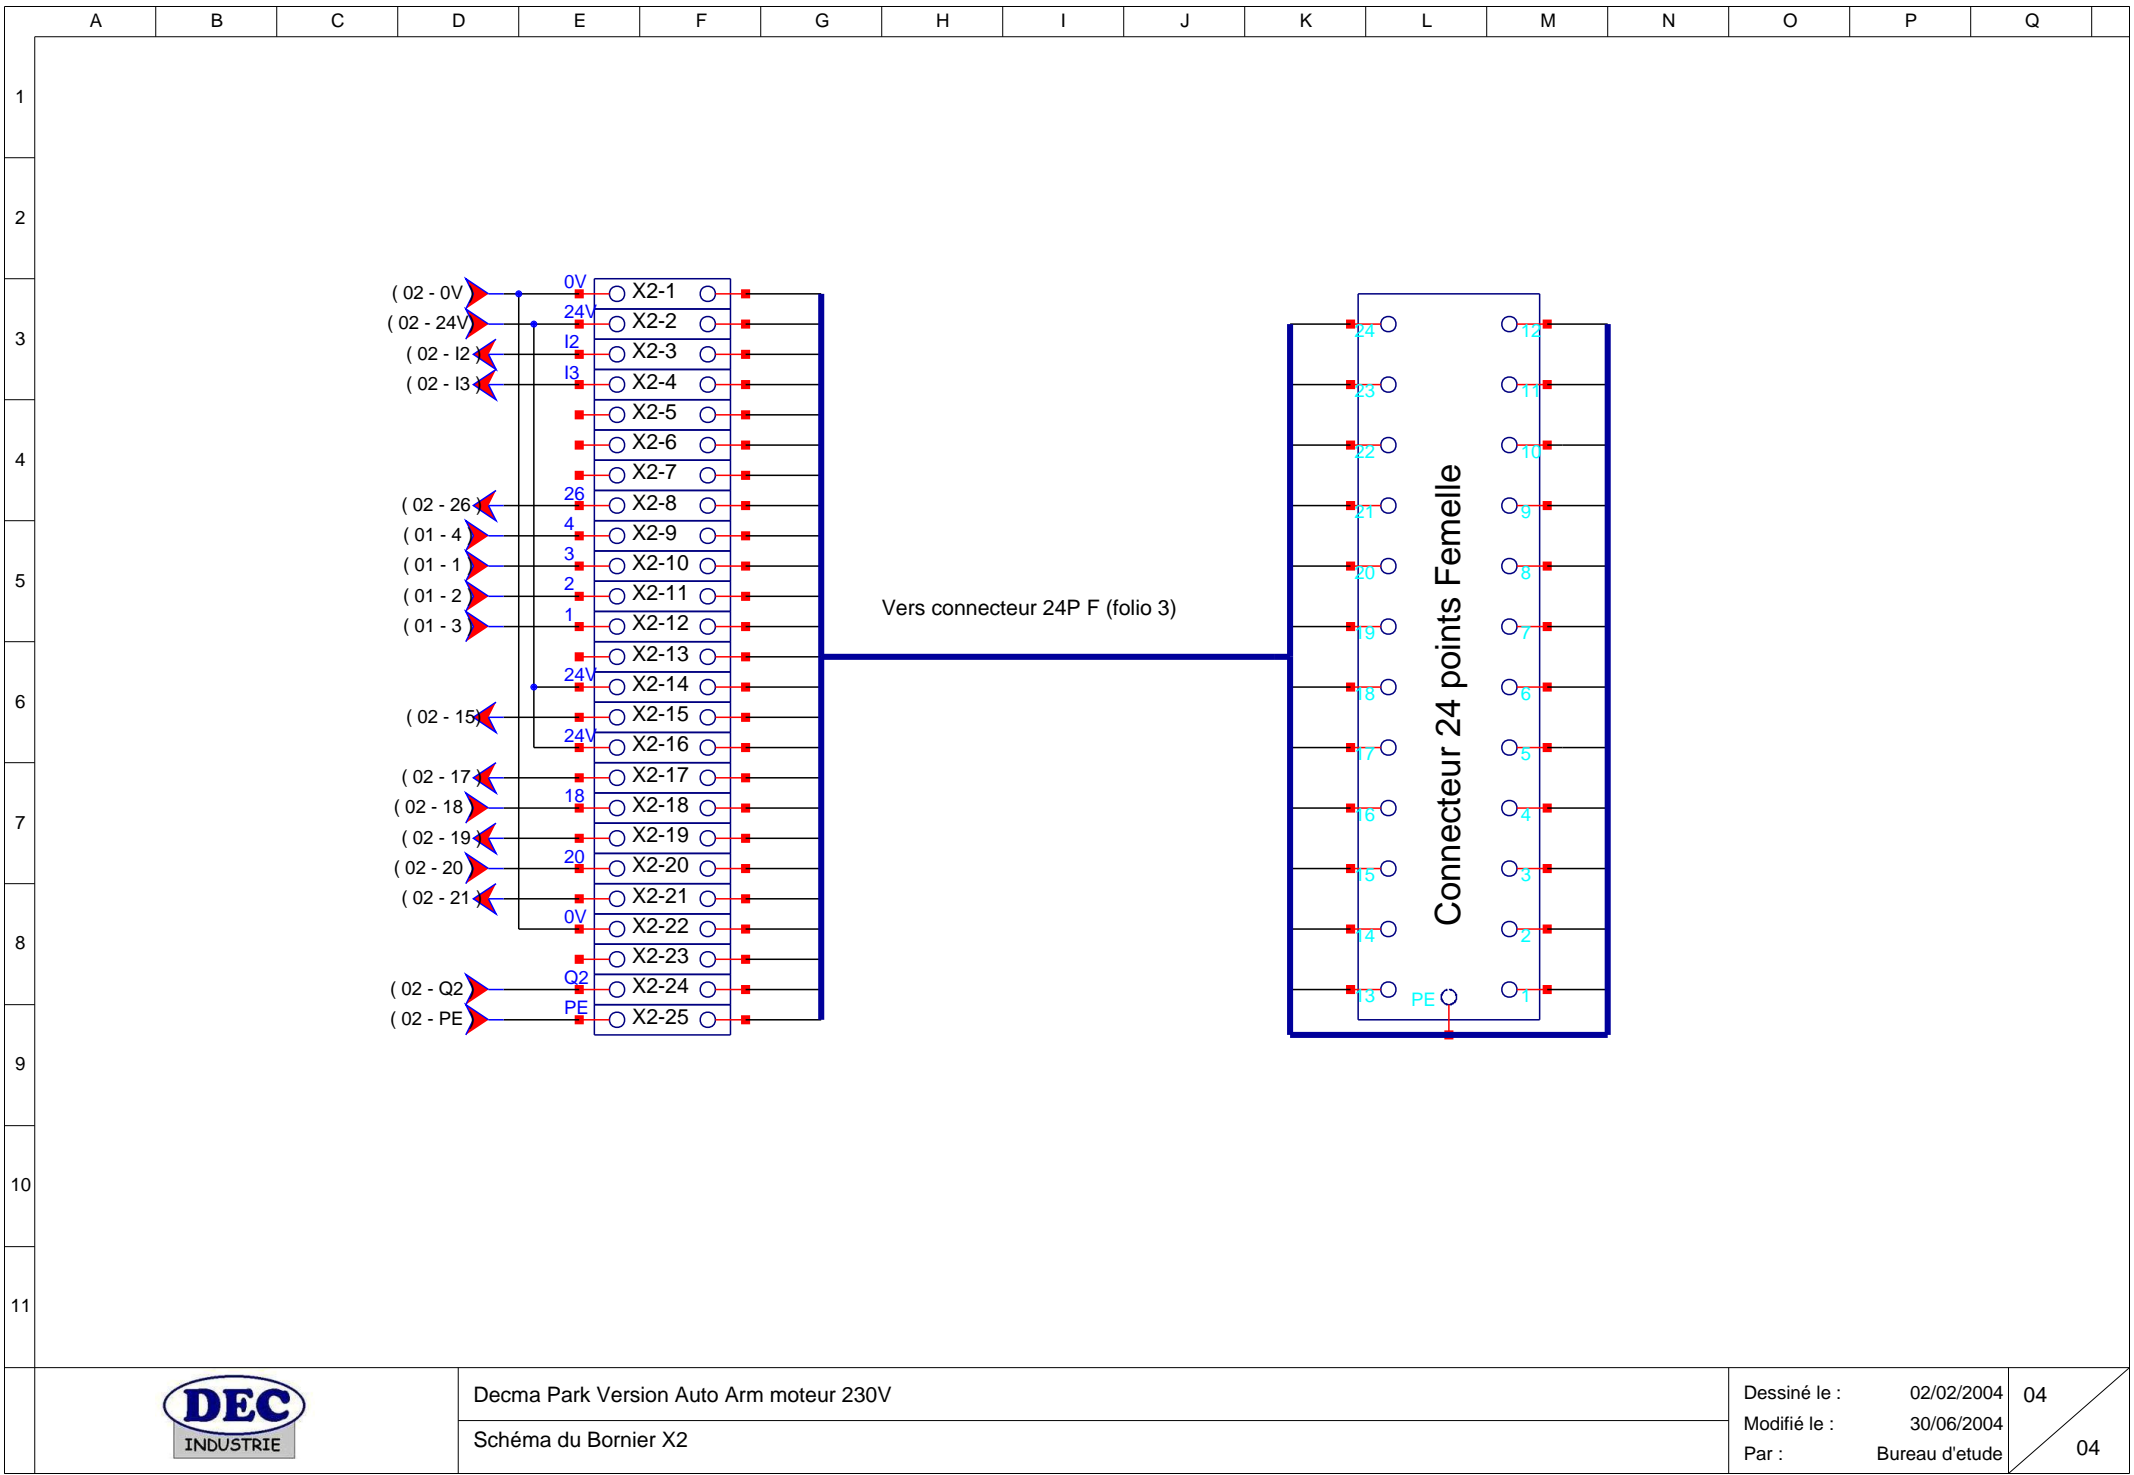 A B C D E F G H I J K L M N O P Q
1
2
3
4
5
6
7
8
9
10
11
( 02 - 0V ) 0V X2-1
( 02 - 24V) 24V X2-2
( 02 - I2 ) I2 X2-3
( 02 - I3 ) I3 X2-4
X2-5
X2-6
X2-7
( 02 - 26 ) 26 X2-8
( 01 - 4 ) 4 X2-9
( 01 - 1 ) 3 X2-10
( 01 - 2 ) 2 X2-11
( 01 - 3 ) 1 X2-12
X2-13
24V X2-14
( 02 - 15) X2-15
24V X2-16
( 02 - 17 ) X2-17
( 02 - 18 ) 18 X2-18
( 02 - 19 ) X2-19
( 02 - 20 ) 20 X2-20
( 02 - 21 ) X2-21
0V X2-22
X2-23
( 02 - Q2 ) Q2 X2-24
( 02 - PE ) PE X2-25
Vers connecteur 24P F (folio 3)
Connecteur 24 points Femelle
24 12
23 11
22 10
21 9
20 8
19 7
18 6
17 5
16 4
15 3
14 2
13 PE 1
DEC
INDUSTRIE
Decma Park Version Auto Arm moteur 230V
Schéma du Bornier X2
Dessiné le : 02/02/2004
Modifié le : 30/06/2004
Par : Bureau d'etude
04
04